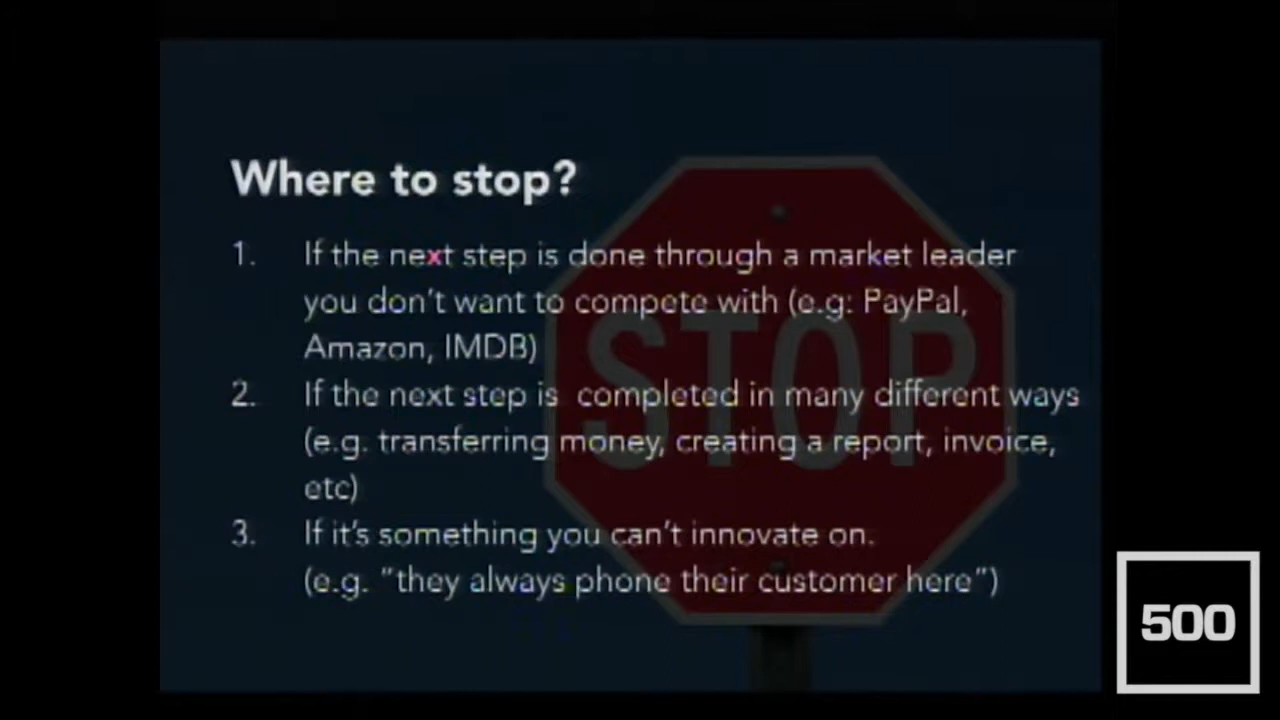 Where to stop?
1. If the next step is done through a market leader
you don't want to compete with (e.g: PayPal,
Amazon, IMDB)
2. If the next step is completed in many different ways
(e.g. transferring money, creating a report, invoice,
etc)
3. If it's something you can't innovate on.
(e.g. "they always phone their customer here")
STOP
500